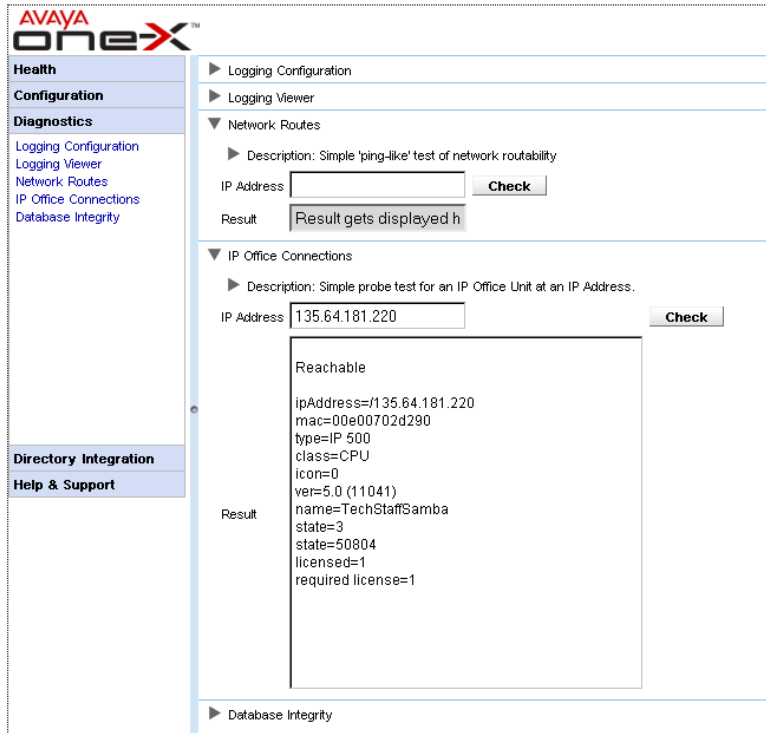 AVAYA
one-X™
Health
Configuration
Diagnostics
Logging Configuration
Logging Viewer
Network Routes
IP Office Connections
Database Integrity
Directory Integration
Help & Support
Logging Configuration
Logging Viewer
Network Routes
Description: Simple 'ping-like' test of network routability
IP Address Check
Result Result gets displayed h
IP Office Connections
Description: Simple probe test for an IP Office Unit at an IP Address.
IP Address 135.64.181.220 Check
Result
Reachable
ipAddress=/135.64.181.220
mac=00e00702d290
type=IP 500
class=CPU
icon=0
ver=5.0 (11041)
name=TechStaffSamba
state=3
state=50804
licensed=1
required license=1
Database Integrity